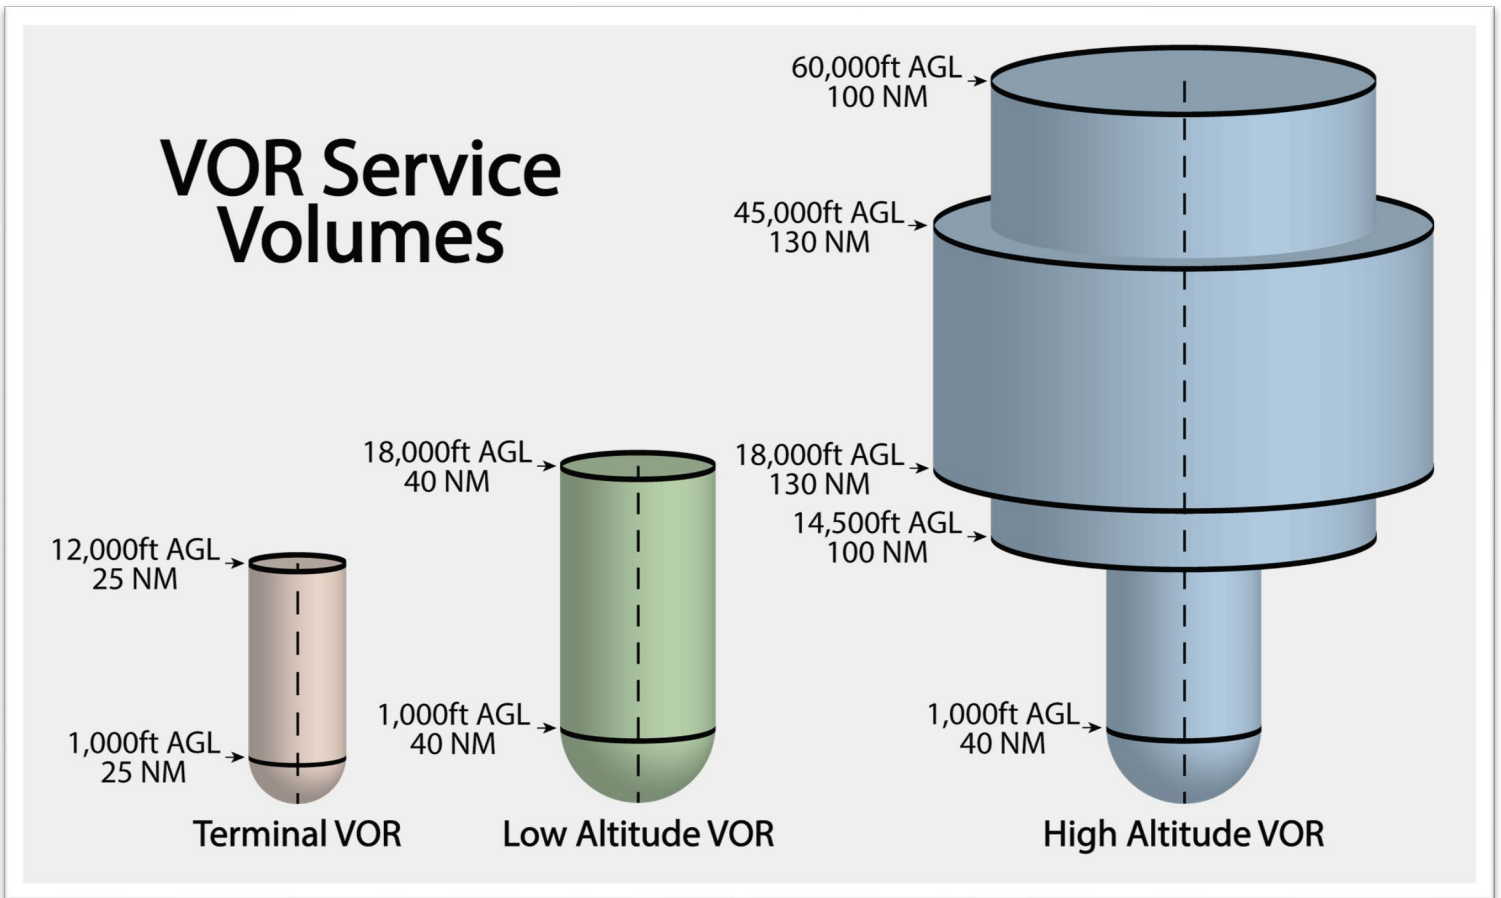 VOR Service
Volumes
60,000ft AGL
100 NM
45,000ft AGL
130 NM
18,000ft AGL
130 NM
14,500ft AGL
100 NM
1,000ft AGL
40 NM
18,000ft AGL
40 NM
1,000ft AGL
40 NM
12,000ft AGL
25 NM
1,000ft AGL
25 NM
Terminal VOR
Low Altitude VOR
High Altitude VOR